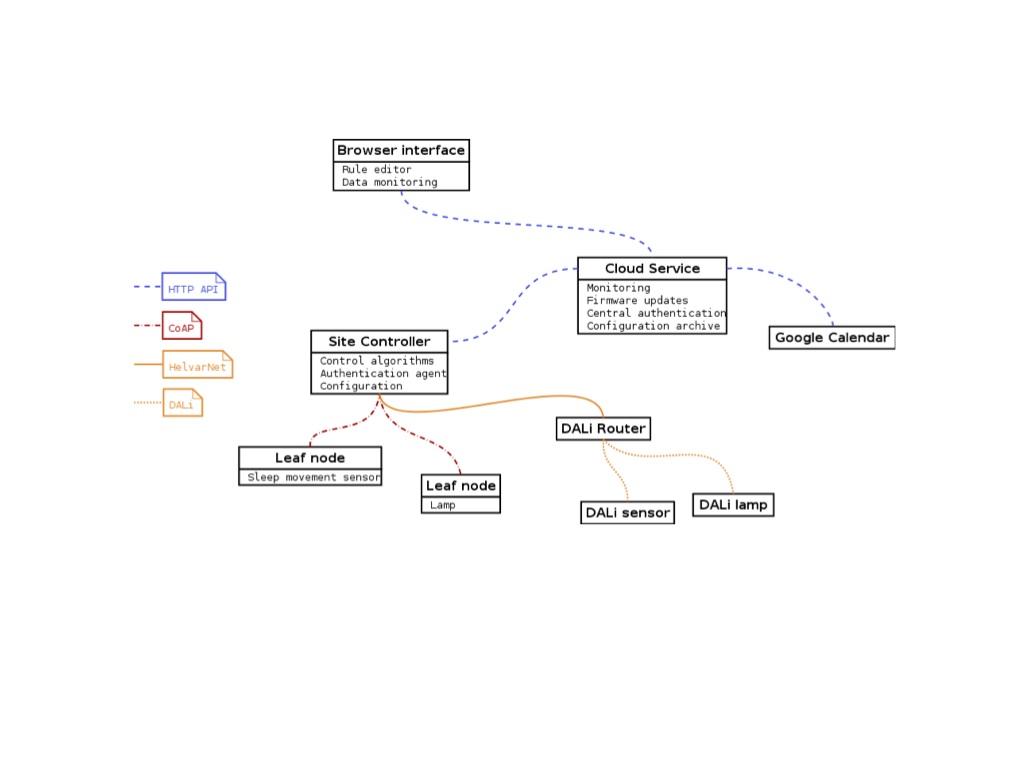 Browser interface
Rule editor
Data monitoring
Cloud Service
Monitoring
Firmware updates
Central authentication
Configuration archive
Google Calendar
HTTP API
CoAP
HelvarNet
DALi
Site Controller
Control algorithms
Authentication agent
Configuration
DALi Router
Leaf node
Sleep movement sensor
Leaf node
Lamp
DALi sensor
DALi lamp